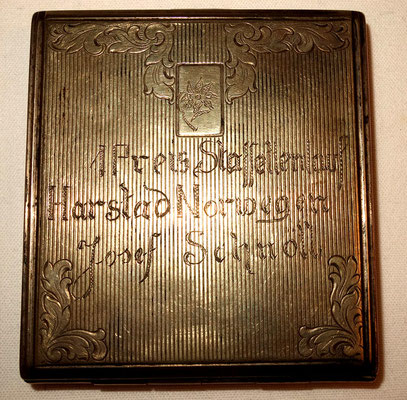 1 Preis Staffellauf
Harstad Norwegen
Josef Schnöll